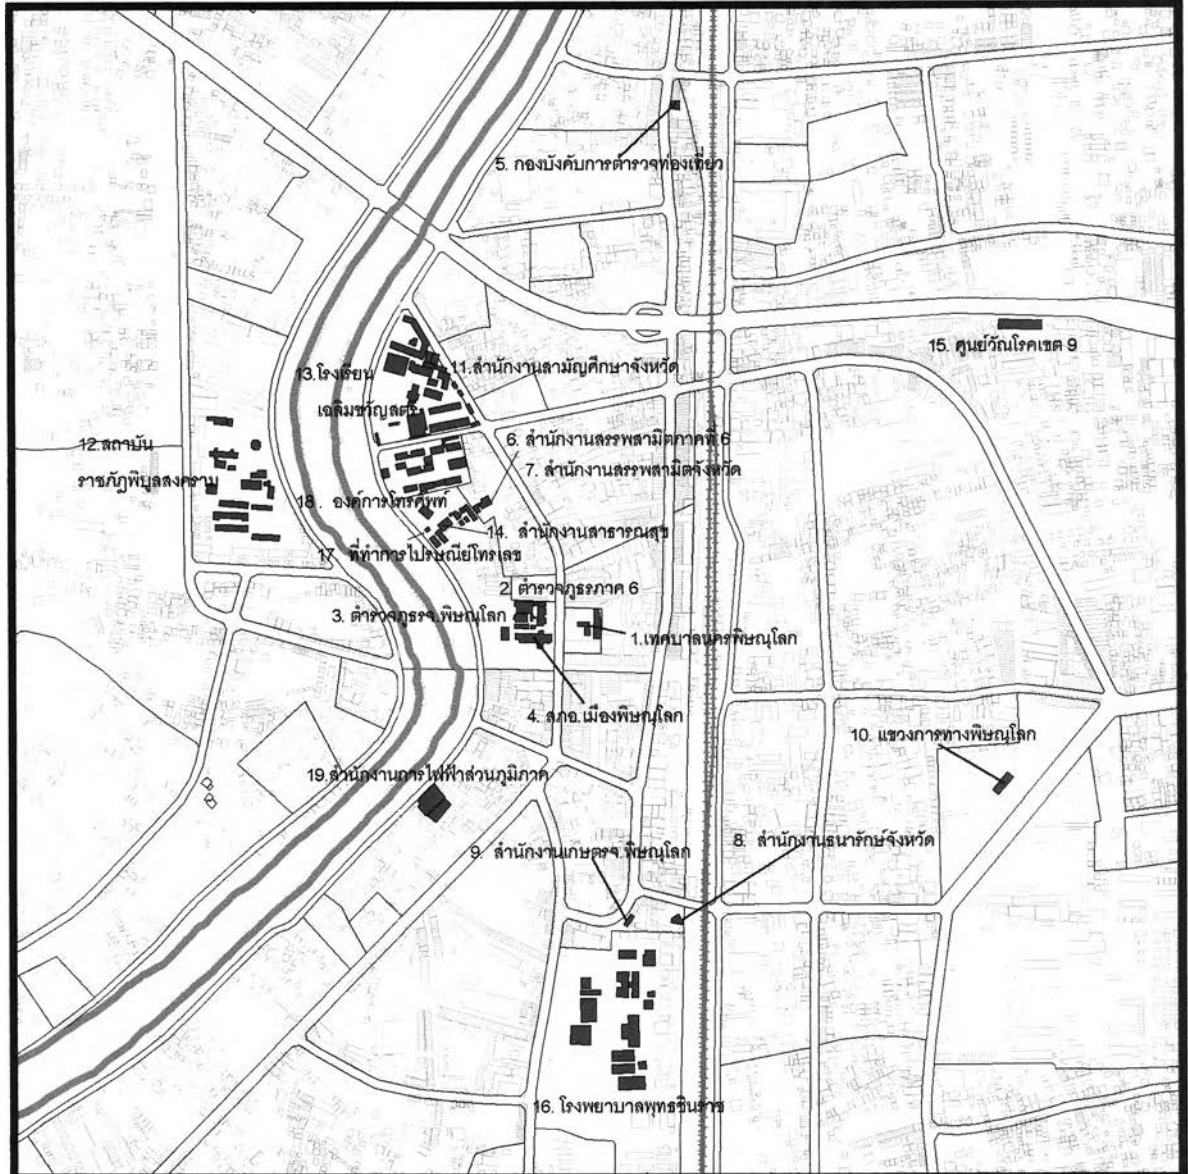 5. กองบังคับการตำรวจท่องเที่ยว
15. ศูนย์วัณโรคเขต 9
11.สำนักงานสามัญศึกษาจังหวัด
13.โรงเรียน
เฉลิมขวัญสตรี
6. สำนักงานสรรพสามิตภาคที่ 6
12.สถาบัน
ราชภัฎพิบูลสงคราม
7. สำนักงานสรรพสามิตจังหวัด
18. องค์การโทรศัพท์
14. สำนักงานสาธารณสุข
17 ที่ทำการไปรษณีย์โทรเลข
2. ตำรวจภูธรภาค 6
3. ตำรวจภูธรจ.พิษณุโลก
1.เทศบาลนครพิษณุโลก
4. สภอ.เมืองพิษณุโลก
10. แขวงการทางพิษณุโลก
19.สำนักงานการไฟฟ้าส่วนภูมิภาค
8. สำนักงานธนารักษ์จังหวัด
9. สำนักงานเกษตรจ.พิษณุโลก
16. โรงพยาบาลพุทธชินราช